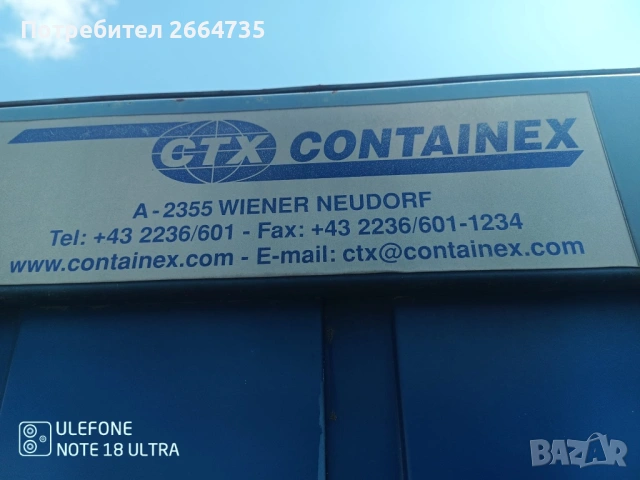 Потребител 2664735
CTX CONTAINEX
A-2355 WIENER NEUDORF
Tel: +43 2236/601 - Fax: +43 2236/601-1234
www.containex.com - E-mail: ctx@containex.com
ULEFONE
NOTE 18 ULTRA
BAZAR